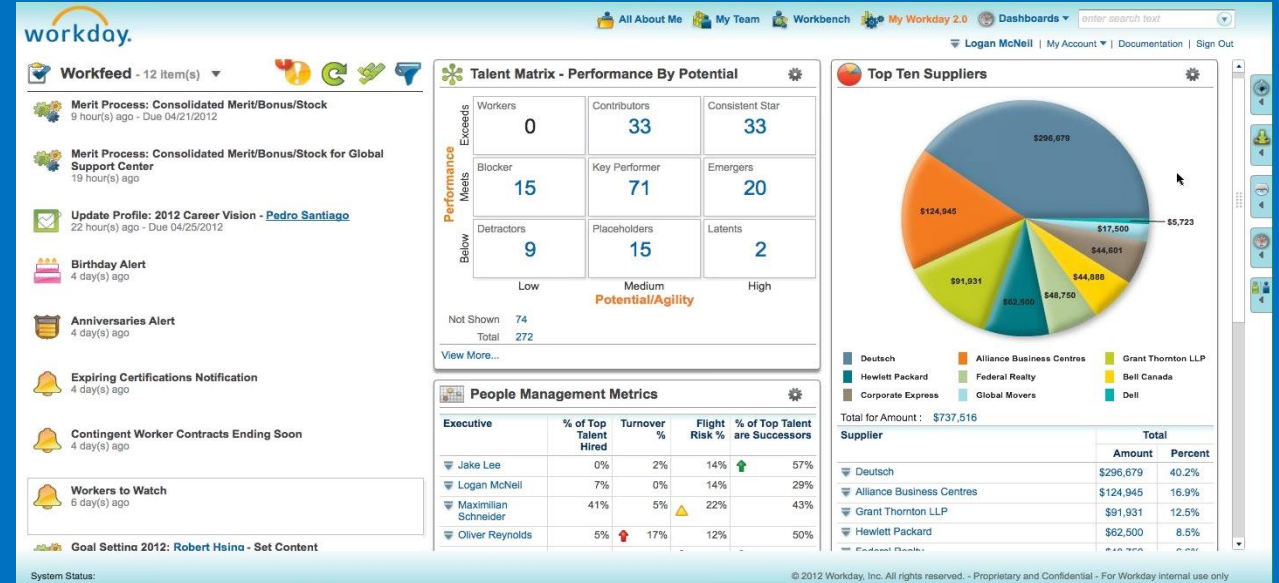 workday.
All About Me My Team Workbench My Workday 2.0 Dashboards enter search text
Logan McNeil | My Account | Documentation | Sign Out
Workfeed - 12 item(s)
Merit Process: Consolidated Merit/Bonus/Stock
9 hour(s) ago - Due 04/21/2012
Merit Process: Consolidated Merit/Bonus/Stock for Global
Support Center
19 hour(s) ago
Update Profile: 2012 Career Vision - Pedro Santiago
22 hour(s) ago - Due 04/25/2012
Birthday Alert
4 day(s) ago
Anniversaries Alert
4 day(s) ago
Expiring Certifications Notification
4 day(s) ago
Contingent Worker Contracts Ending Soon
4 day(s) ago
Workers to Watch
6 day(s) ago
Goal Setting 2012: Robert Hsing - Set Content
Talent Matrix - Performance By Potential
Performance
Exceeds
Workers Contributors Consistent Star
0 33 33
Meets
Blocker Key Performer Emergers
15 71 20
Below
Detractors Placeholders Latents
9 15 2
Low Medium High
Potential/Agility
Not Shown 74
Total 272
View More...
People Management Metrics
Executive % of Top Talent Hired Turnover % Flight Risk % % of Top Talent are Successors
Jake Lee 0% 2% 14% 57%
Logan McNeil 7% 0% 14% 29%
Maximilian Schneider 41% 5% 22% 43%
Oliver Reynolds 5% 17% 12% 50%
Top Ten Suppliers
$296,679
$124,945
$5,723
$17,500
$44,601
$44,888
$91,931
$48,750
$62,500
Deutsch Alliance Business Centres Grant Thornton LLP
Hewlett Packard Federal Realty Bell Canada
Corporate Express Global Movers Dell
Total for Amount : $737,516
Supplier Total
Amount Percent
Deutsch $296,679 40.2%
Alliance Business Centres $124,945 16.9%
Grant Thornton LLP $91,931 12.5%
Hewlett Packard $62,500 8.5%
System Status:
© 2012 Workday, Inc. All rights reserved. - Proprietary and Confidential - For Workday internal use only